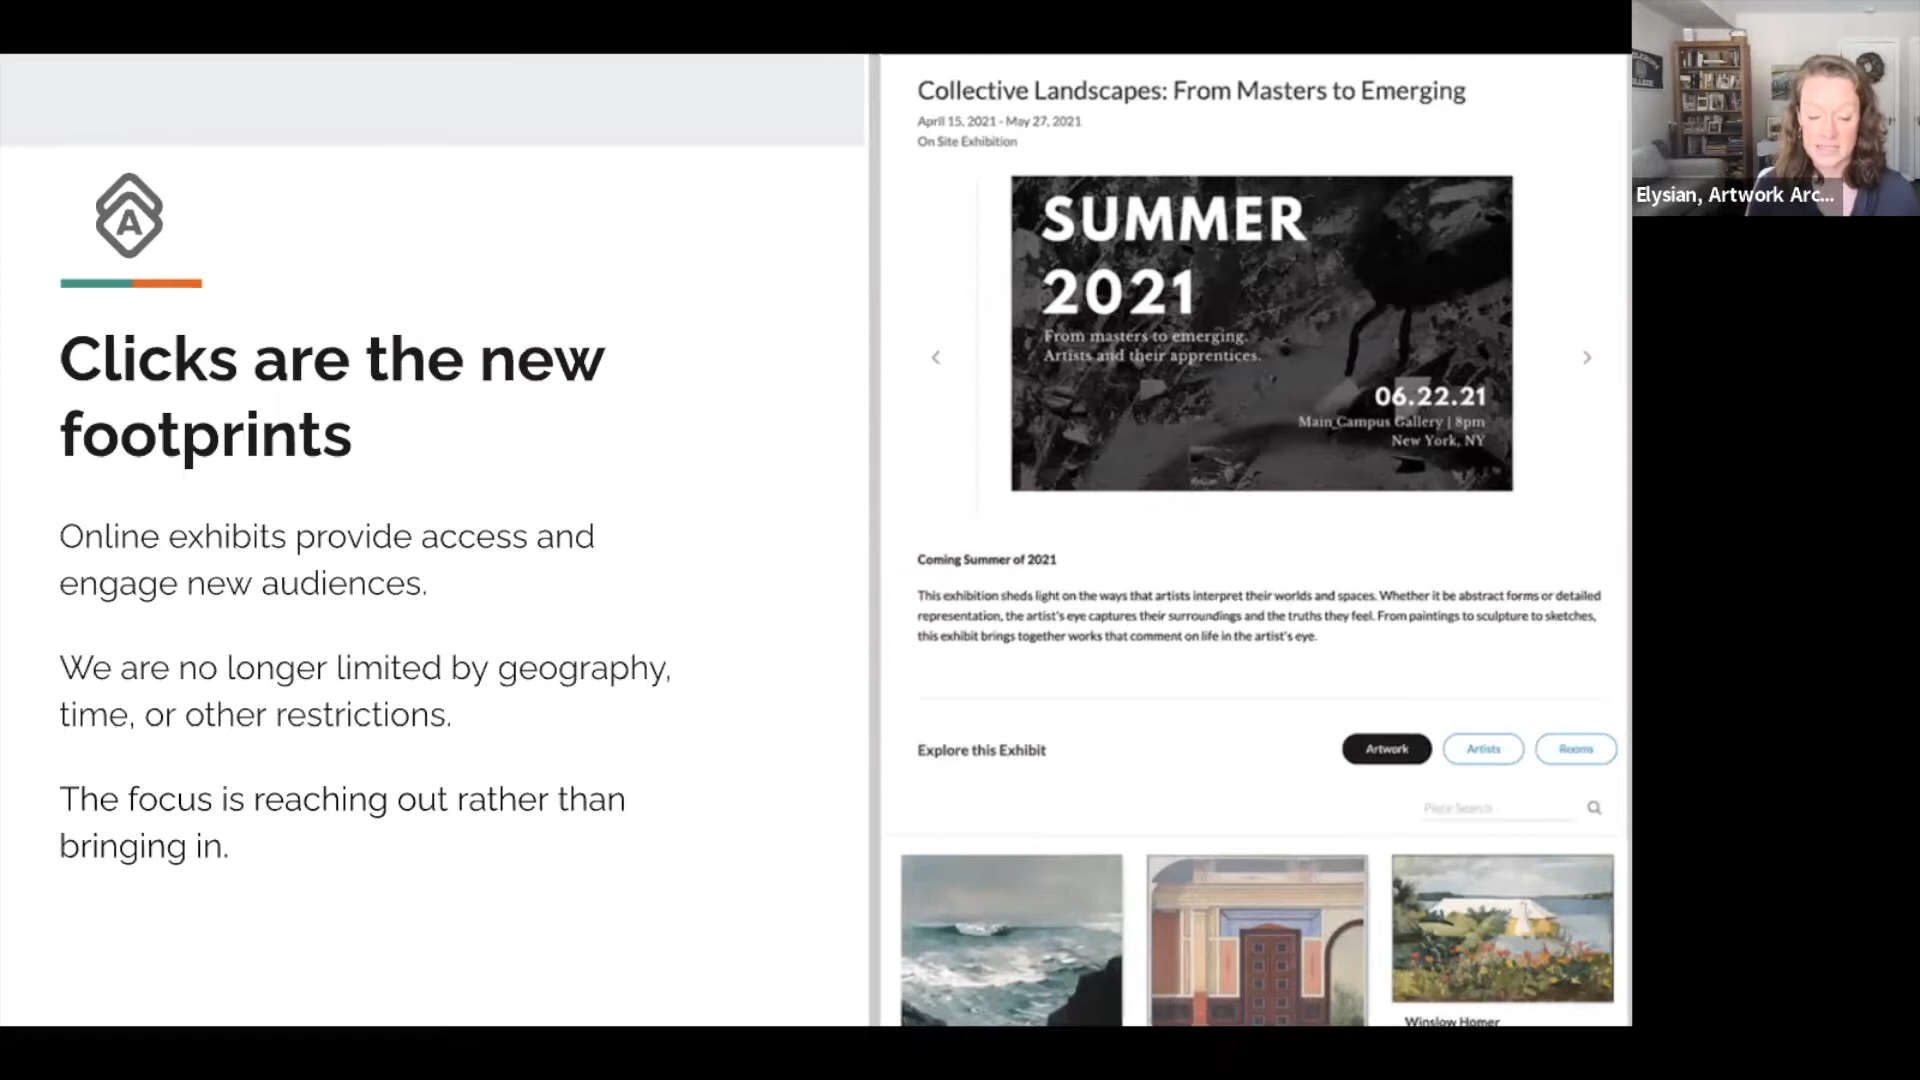 A
Clicks are the new
footprints
Online exhibits provide access and
engage new audiences.
We are no longer limited by geography,
time, or other restrictions.
The focus is reaching out rather than
bringing in.
Collective Landscapes: From Masters to Emerging
April 15, 2021 - May 27, 2021
On Site Exhibition
SUMMER
2021
From masters to emerging.
Artists and their apprentices.
06.22.21
Main Campus Gallery | 8pm
New York, NY
Coming Summer of 2021
This exhibition sheds light on the ways that artists interpret their worlds and spaces. Whether it be abstract forms or detailed
representation, the artist's eye captures their surroundings and the truths they feel. From paintings to sculpture to sketches,
this exhibit brings together works that comment on life in the artist's eye.
Explore this Exhibit
Artwork
Artists
Rooms
Piece Search
Winslow Homer
Elysian, Artwork Arc...